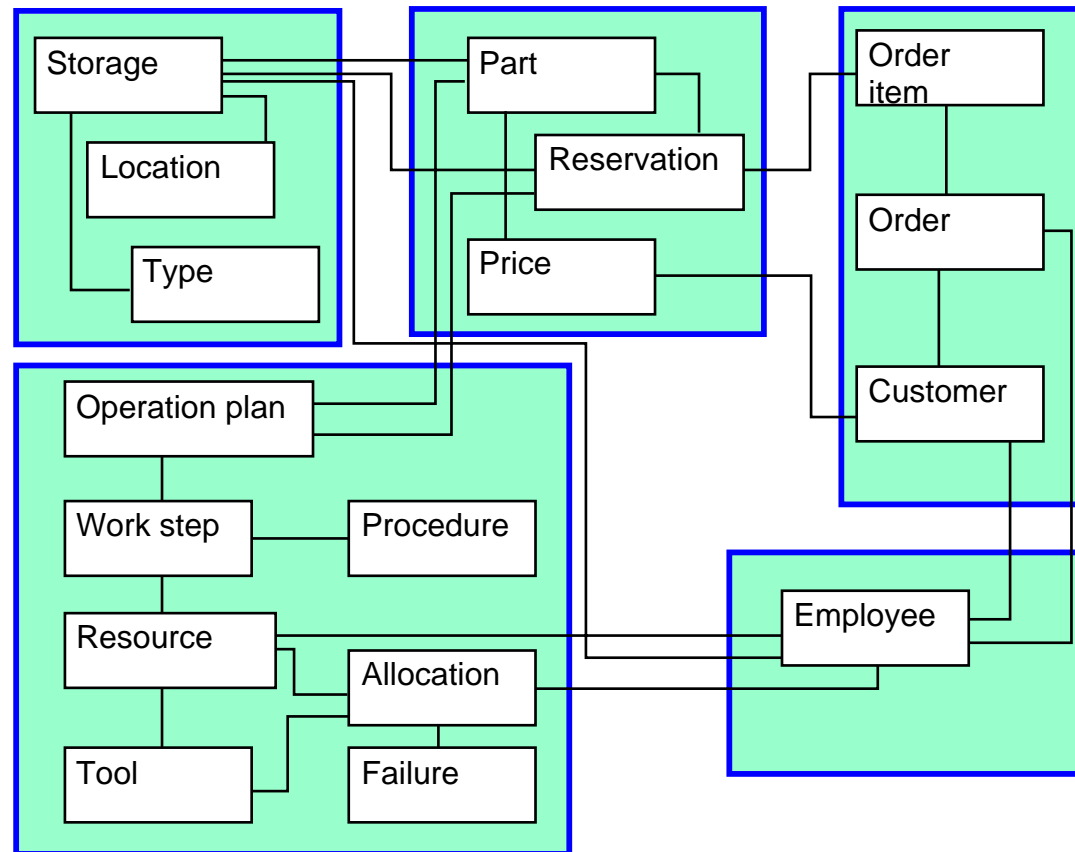 Storage
Location
Type
Part
Reservation
Price
Order
item
Order
Customer
Operation plan
Work step
Procedure
Resource
Allocation
Tool
Failure
Employee